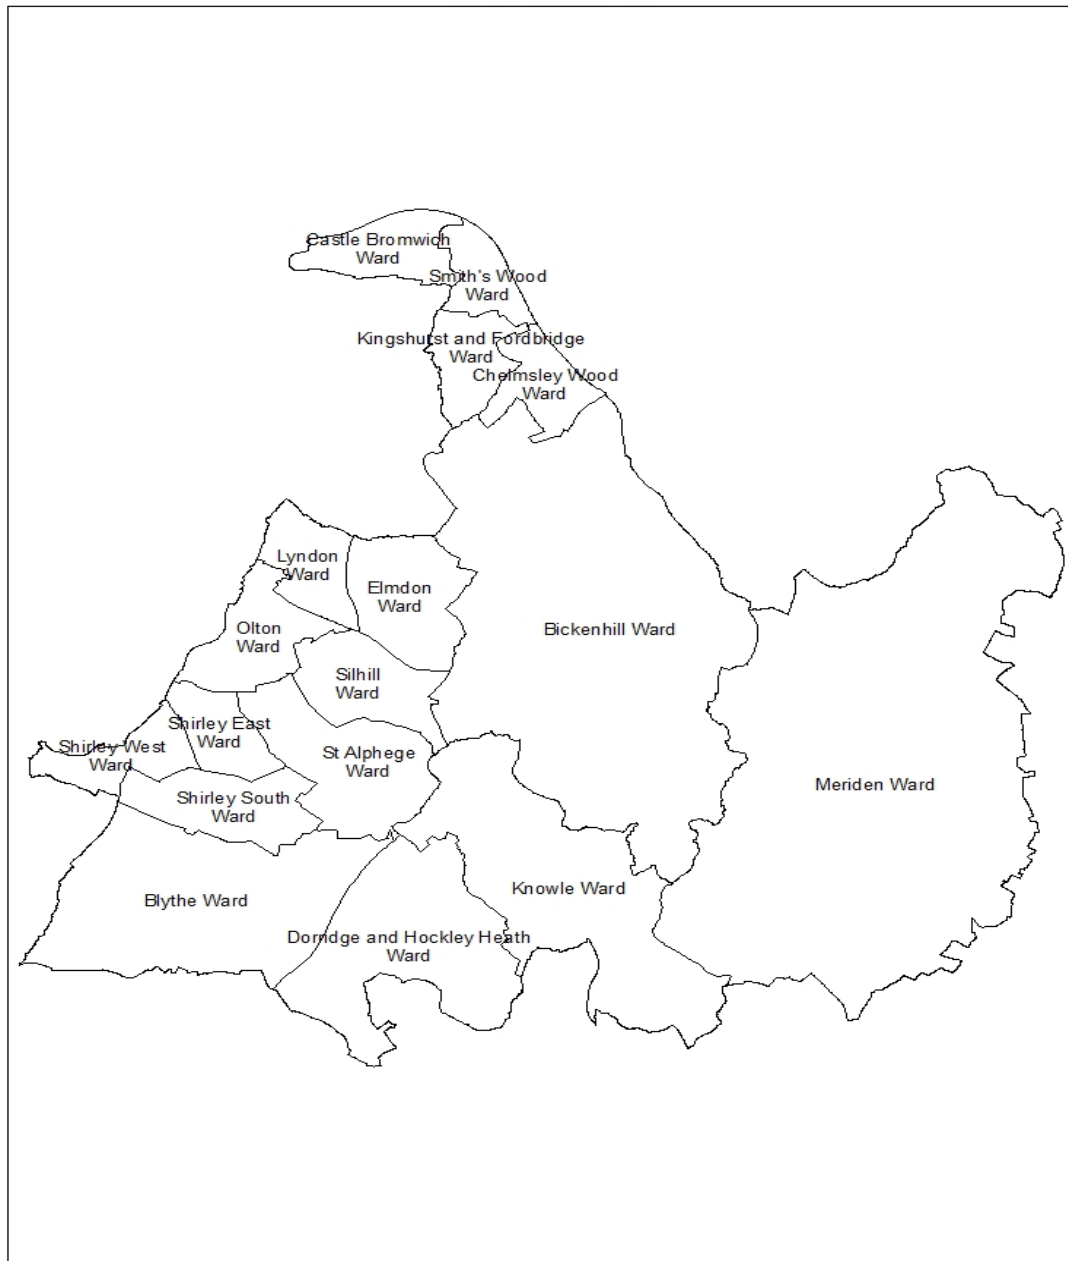 Castle Bromwich
Ward
Smith's Wood
Ward
Kingshurst and Fordbridge
Ward
Chelmsley Wood
Ward
Lyndon
Ward
Elmdon
Ward
Olton
Ward
Bickenhill Ward
Silhill
Ward
Shirley East
Ward
Shirley West
Ward
St Alphege
Ward
Meriden Ward
Shirley South
Ward
Knowle Ward
Blythe Ward
Dorridge and Hockley Heath
Ward